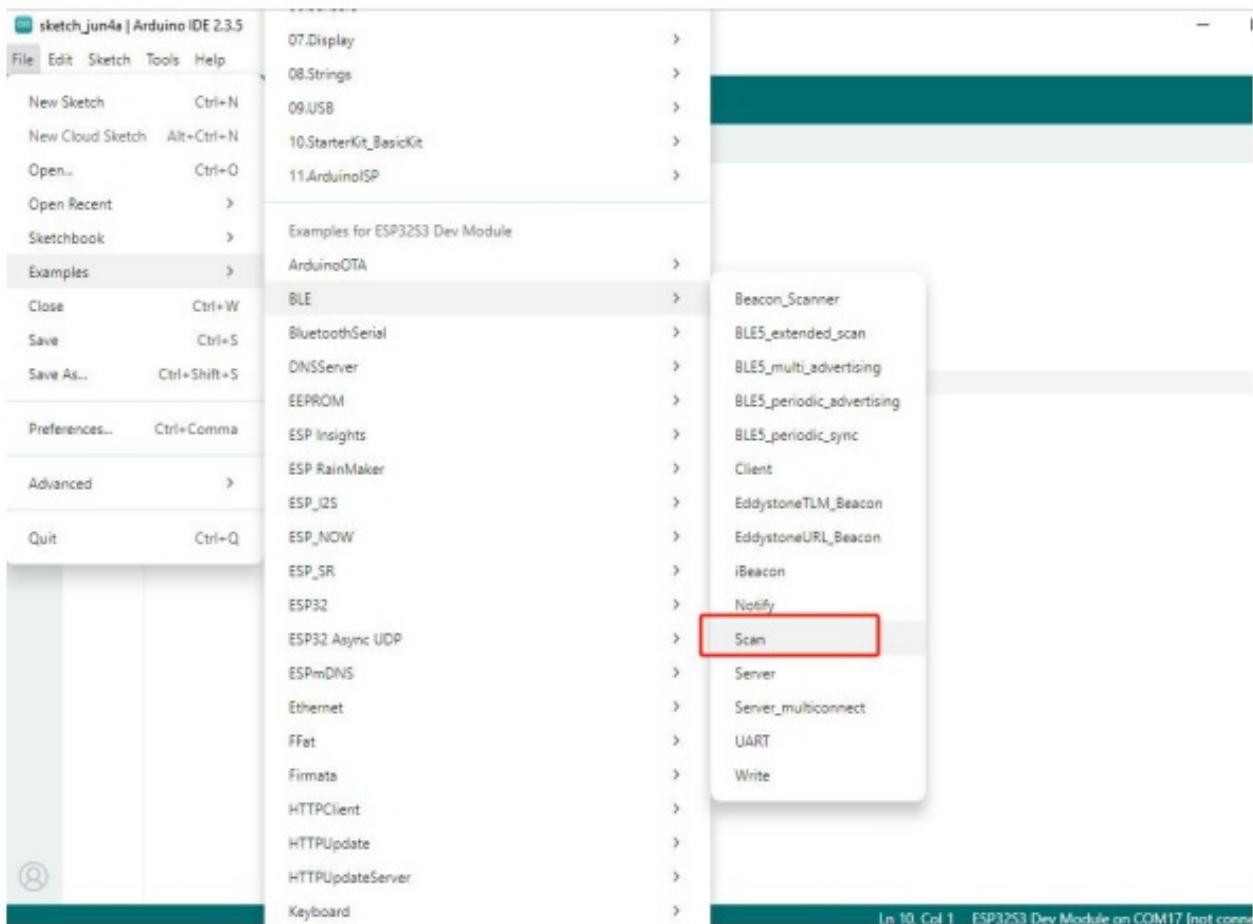 sketch_jun4a | Arduino IDE 2.3.5
File Edit Sketch Tools Help
New Sketch Ctrl+N
New Cloud Sketch Alt+Ctrl+N
Open... Ctrl+O
Open Recent >
Sketchbook >
Examples >
Close Ctrl+W
Save Ctrl+S
Save As... Ctrl+Shift+S
Preferences... Ctrl+Comma
Advanced >
Quit Ctrl+Q
07.Display >
08.Strings >
09.USB >
10.StarterKit_BasicKit >
11.ArduinoISP >
Examples for ESP32S3 Dev Module
ArduinoOTA >
BLE >
BluetoothSerial >
DNSServer >
EEPROM >
ESP Insights >
ESP RainMaker >
ESP_I2S >
ESP_NOW >
ESP_SR >
ESP32 >
ESP32 Async UDP >
ESPmDNS >
Ethernet >
FFat >
Firmata >
HTTPClient >
HTTPUpdate >
HTTPUpdateServer >
Keyboard >
Beacon_Scanner
BLE5_extended_scan
BLE5_multi_advertising
BLE5_periodic_advertising
BLE5_periodic_sync
Client
EddystoneTLM_Beacon
EddystoneURL_Beacon
iBeacon
Notify
Scan
Server
Server_multiconnect
UART
Write
Ln 10, Col 1 ESP32S3 Dev Module on COM17 [not